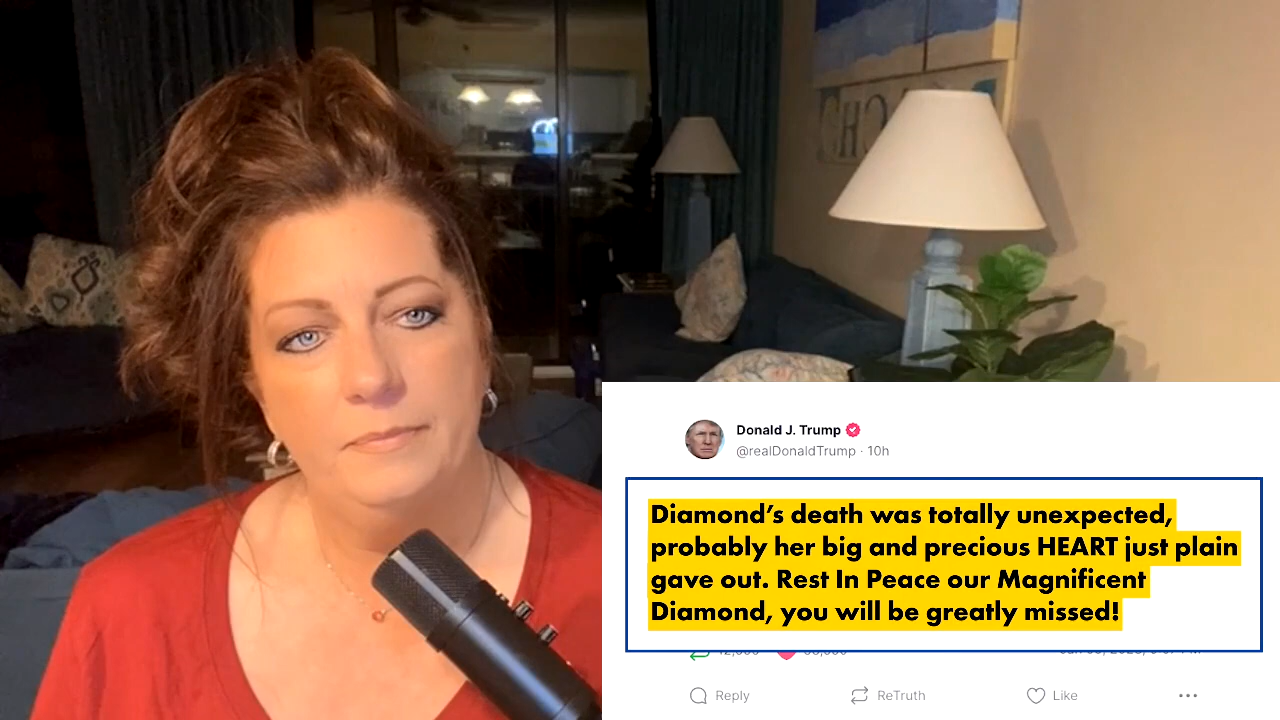 CHO
Donald J. Trump
@realDonaldTrump · 10h
Diamond's death was totally unexpected,
probably her big and precious HEART just plain
gave out. Rest In Peace our Magnificent
Diamond, you will be greatly missed!
Reply ReTruth Like